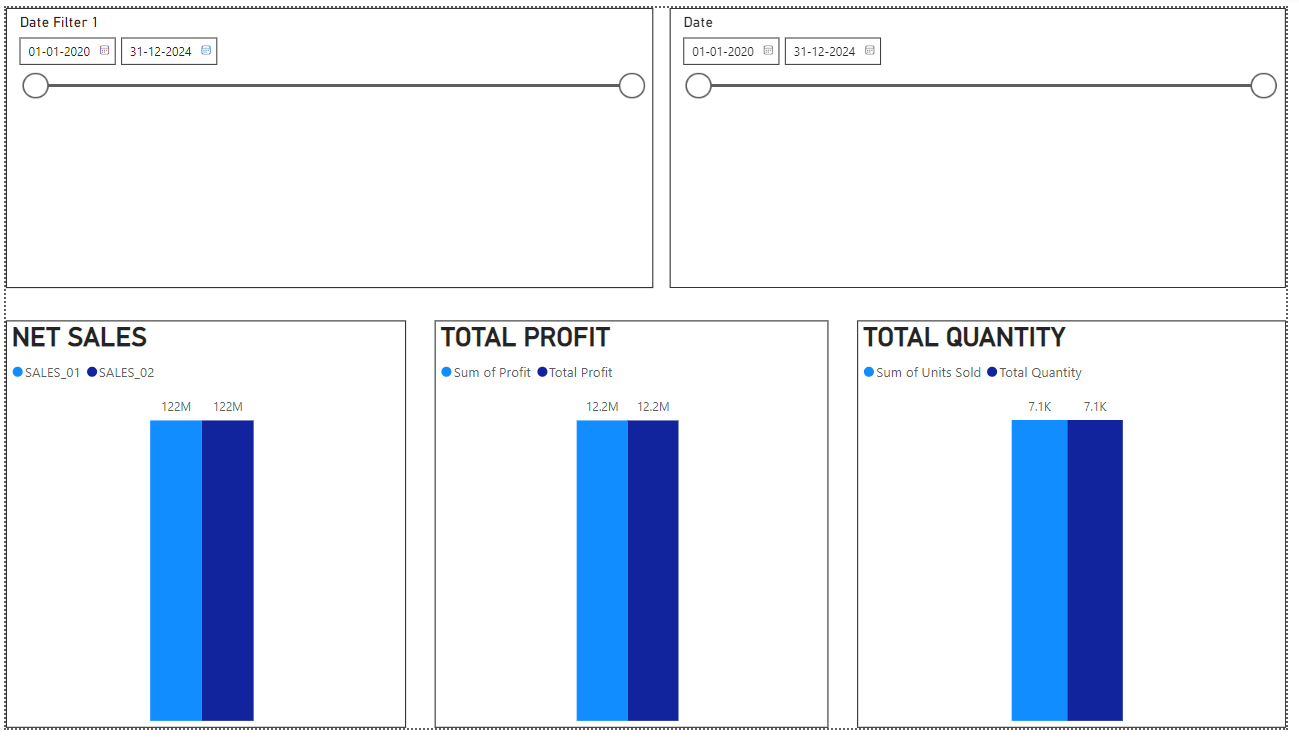 Date Filter 1
01-01-2020 31-12-2024
Date
01-01-2020 31-12-2024
NET SALES
SALES_01 SALES_02
122M 122M
TOTAL PROFIT
Sum of Profit Total Profit
12.2M 12.2M
TOTAL QUANTITY
Sum of Units Sold Total Quantity
7.1K 7.1K